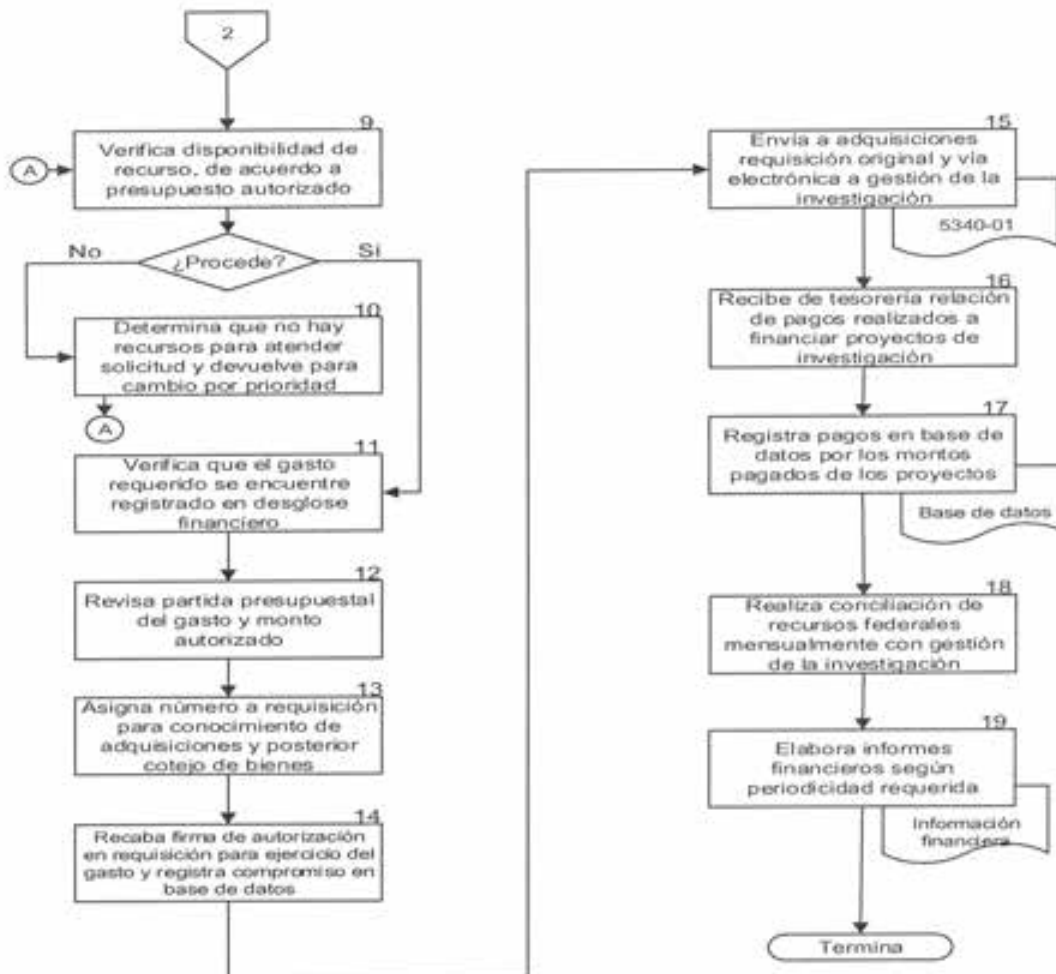 2
9
Verifica disponibilidad de
recurso, de acuerdo a
presupuesto autorizado
A
¿Procede?
No
Sí
10
Determina que no hay
recursos para atender
solicitud y devuelve para
cambio por prioridad
A
11
Verifica que el gasto
requerido se encuentre
registrado en desglose
financiero
12
Revisa partida presupuestal
del gasto y monto
autorizado
13
Asigna número a requisición
para conocimiento de
adquisiciones y posterior
cotejo de bienes
14
Recaba firma de autorización
en requisición para ejercicio del
gasto y registra compromiso en
base de datos
15
Envía a adquisiciones
requisición original y vía
electrónica a gestión de la
investigación
5340-01
16
Recibe de tesorería relación
de pagos realizados a
financiar proyectos de
investigación
17
Registra pagos en base de
datos por los montos
pagados de los proyectos
Base de datos
18
Realiza conciliación de
recursos federales
mensualmente con gestión
de la investigación
19
Elabora informes
financieros según
periodicidad requerida
Información
financiera
Termina